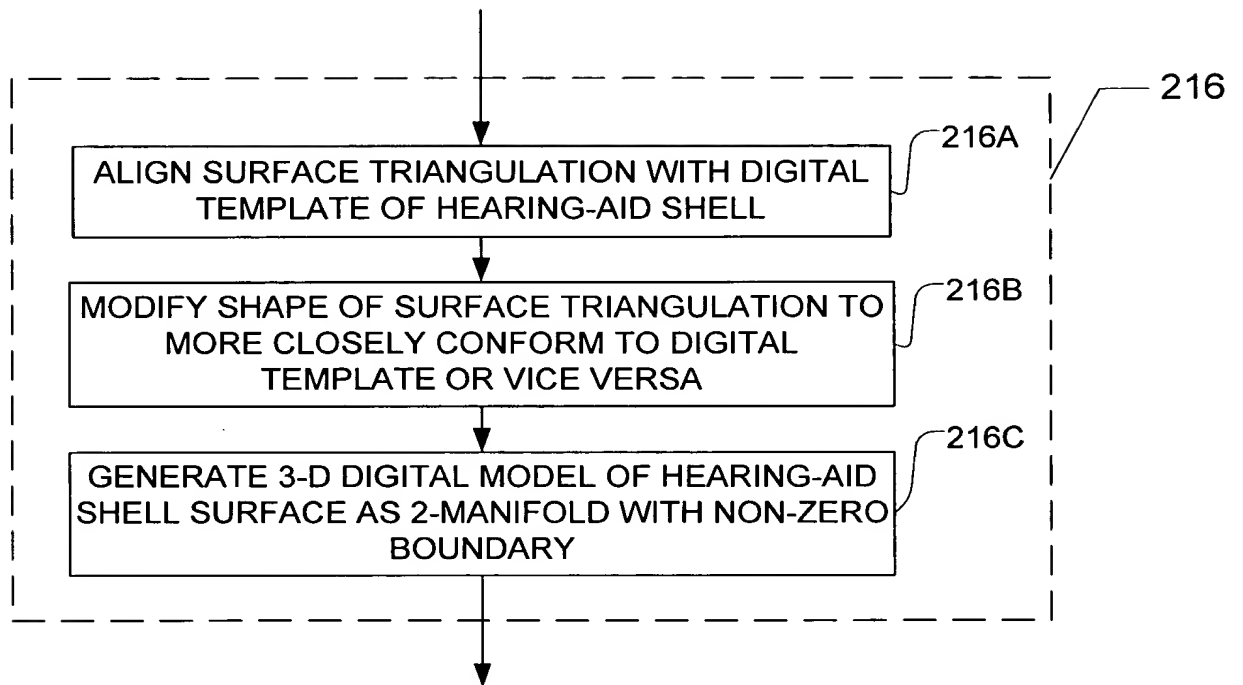 216
216A
ALIGN SURFACE TRIANGULATION WITH DIGITAL
TEMPLATE OF HEARING-AID SHELL
216B
MODIFY SHAPE OF SURFACE TRIANGULATION TO
MORE CLOSELY CONFORM TO DIGITAL
TEMPLATE OR VICE VERSA
216C
GENERATE 3-D DIGITAL MODEL OF HEARING-AID
SHELL SURFACE AS 2-MANIFOLD WITH NON-ZERO
BOUNDARY